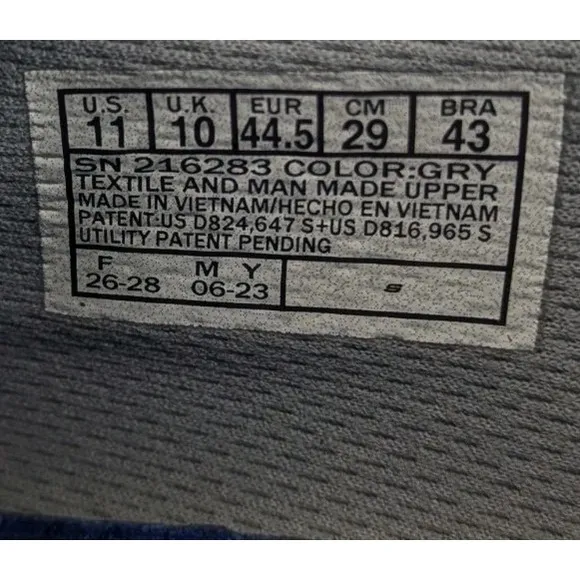 U.S. U.K. EUR CM BRA
11 10 44.5 29 43
SN 216283 COLOR:GRY
TEXTILE AND MAN MADE UPPER
MADE IN VIETNAM/HECHO EN VIETNAM
PATENT:US D824,647 S+US D816,965 S
UTILITY PATENT PENDING
F M Y
26-28 06-23 S